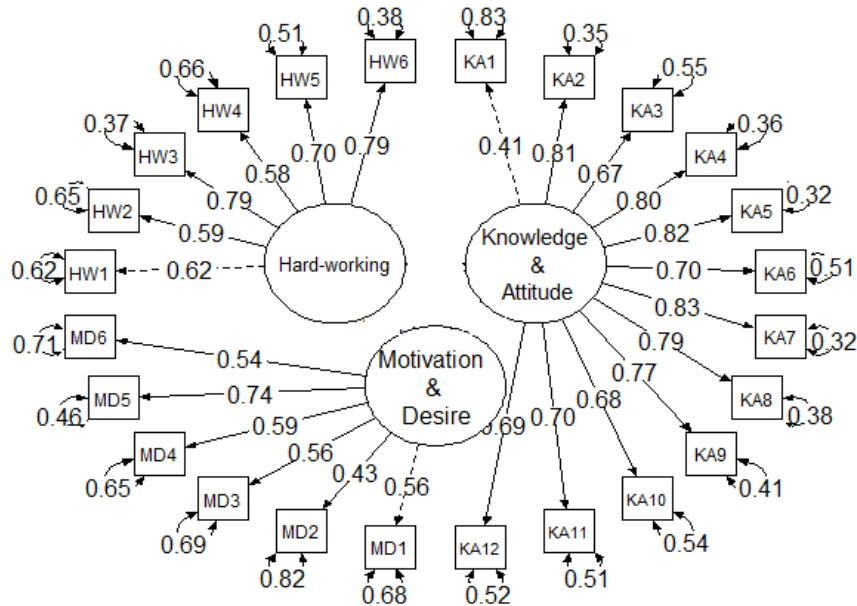 0.38
0.83
0.51
HW6
KA1
0.35
HW5
KA2
0.66
0.55
HW4
KA3
0.37
0.36
HW3
KA4
0.70
0.79
0.41
0.81
0.58
0.67
0.79
0.80
0.65
HW2
KA5
0.32
0.59
0.82
Hard-working
Knowledge
&
Attitude
0.62
HW1
0.62
0.70
KA6
0.51
0.83
0.71
MD6
0.54
KA7
0.32
0.79
Motivation
&
Desire
0.77
0.74
0.46
MD5
KA8
0.38
0.59
0.69
0.70
0.68
MD4
0.65
0.56
KA9
0.41
0.43
0.56
MD3
KA10
0.69
0.54
MD2
MD1
KA12
KA11
0.82
0.68
0.52
0.51